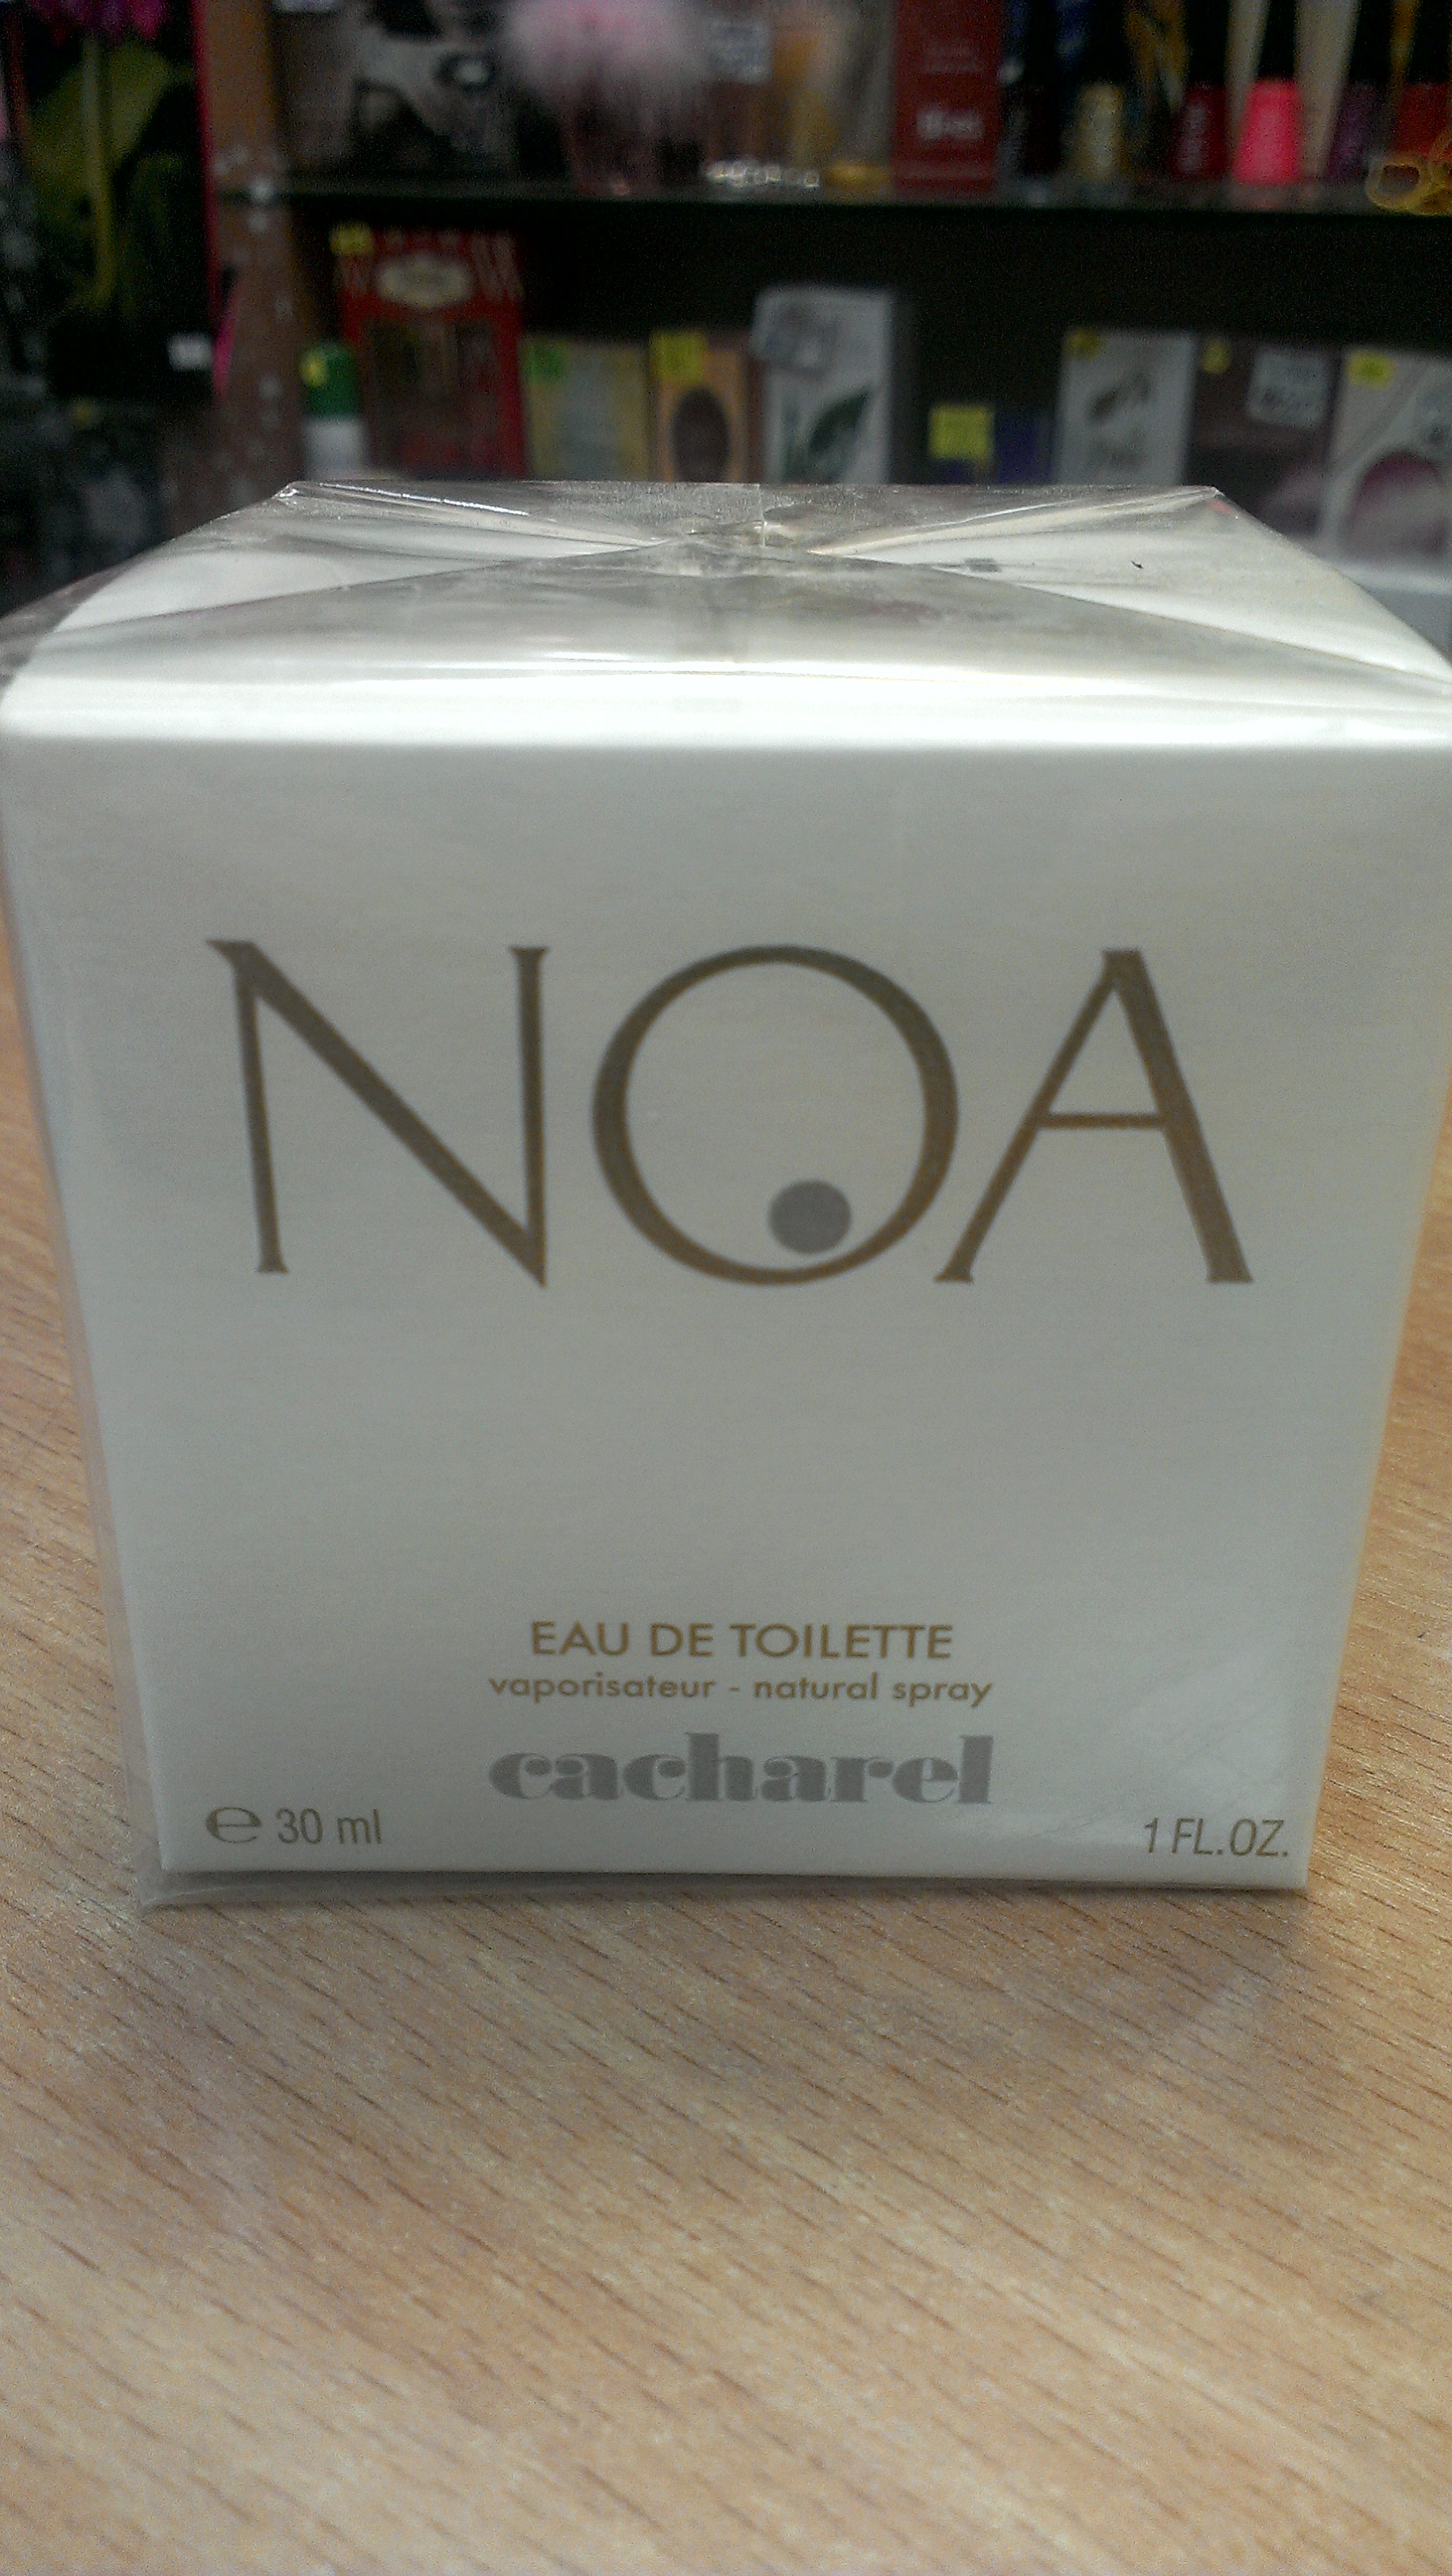 NOA
EAU DE TOILETTE
vaporisateur - natural spray
cacharel
e 30 ml
1 FL.OZ.